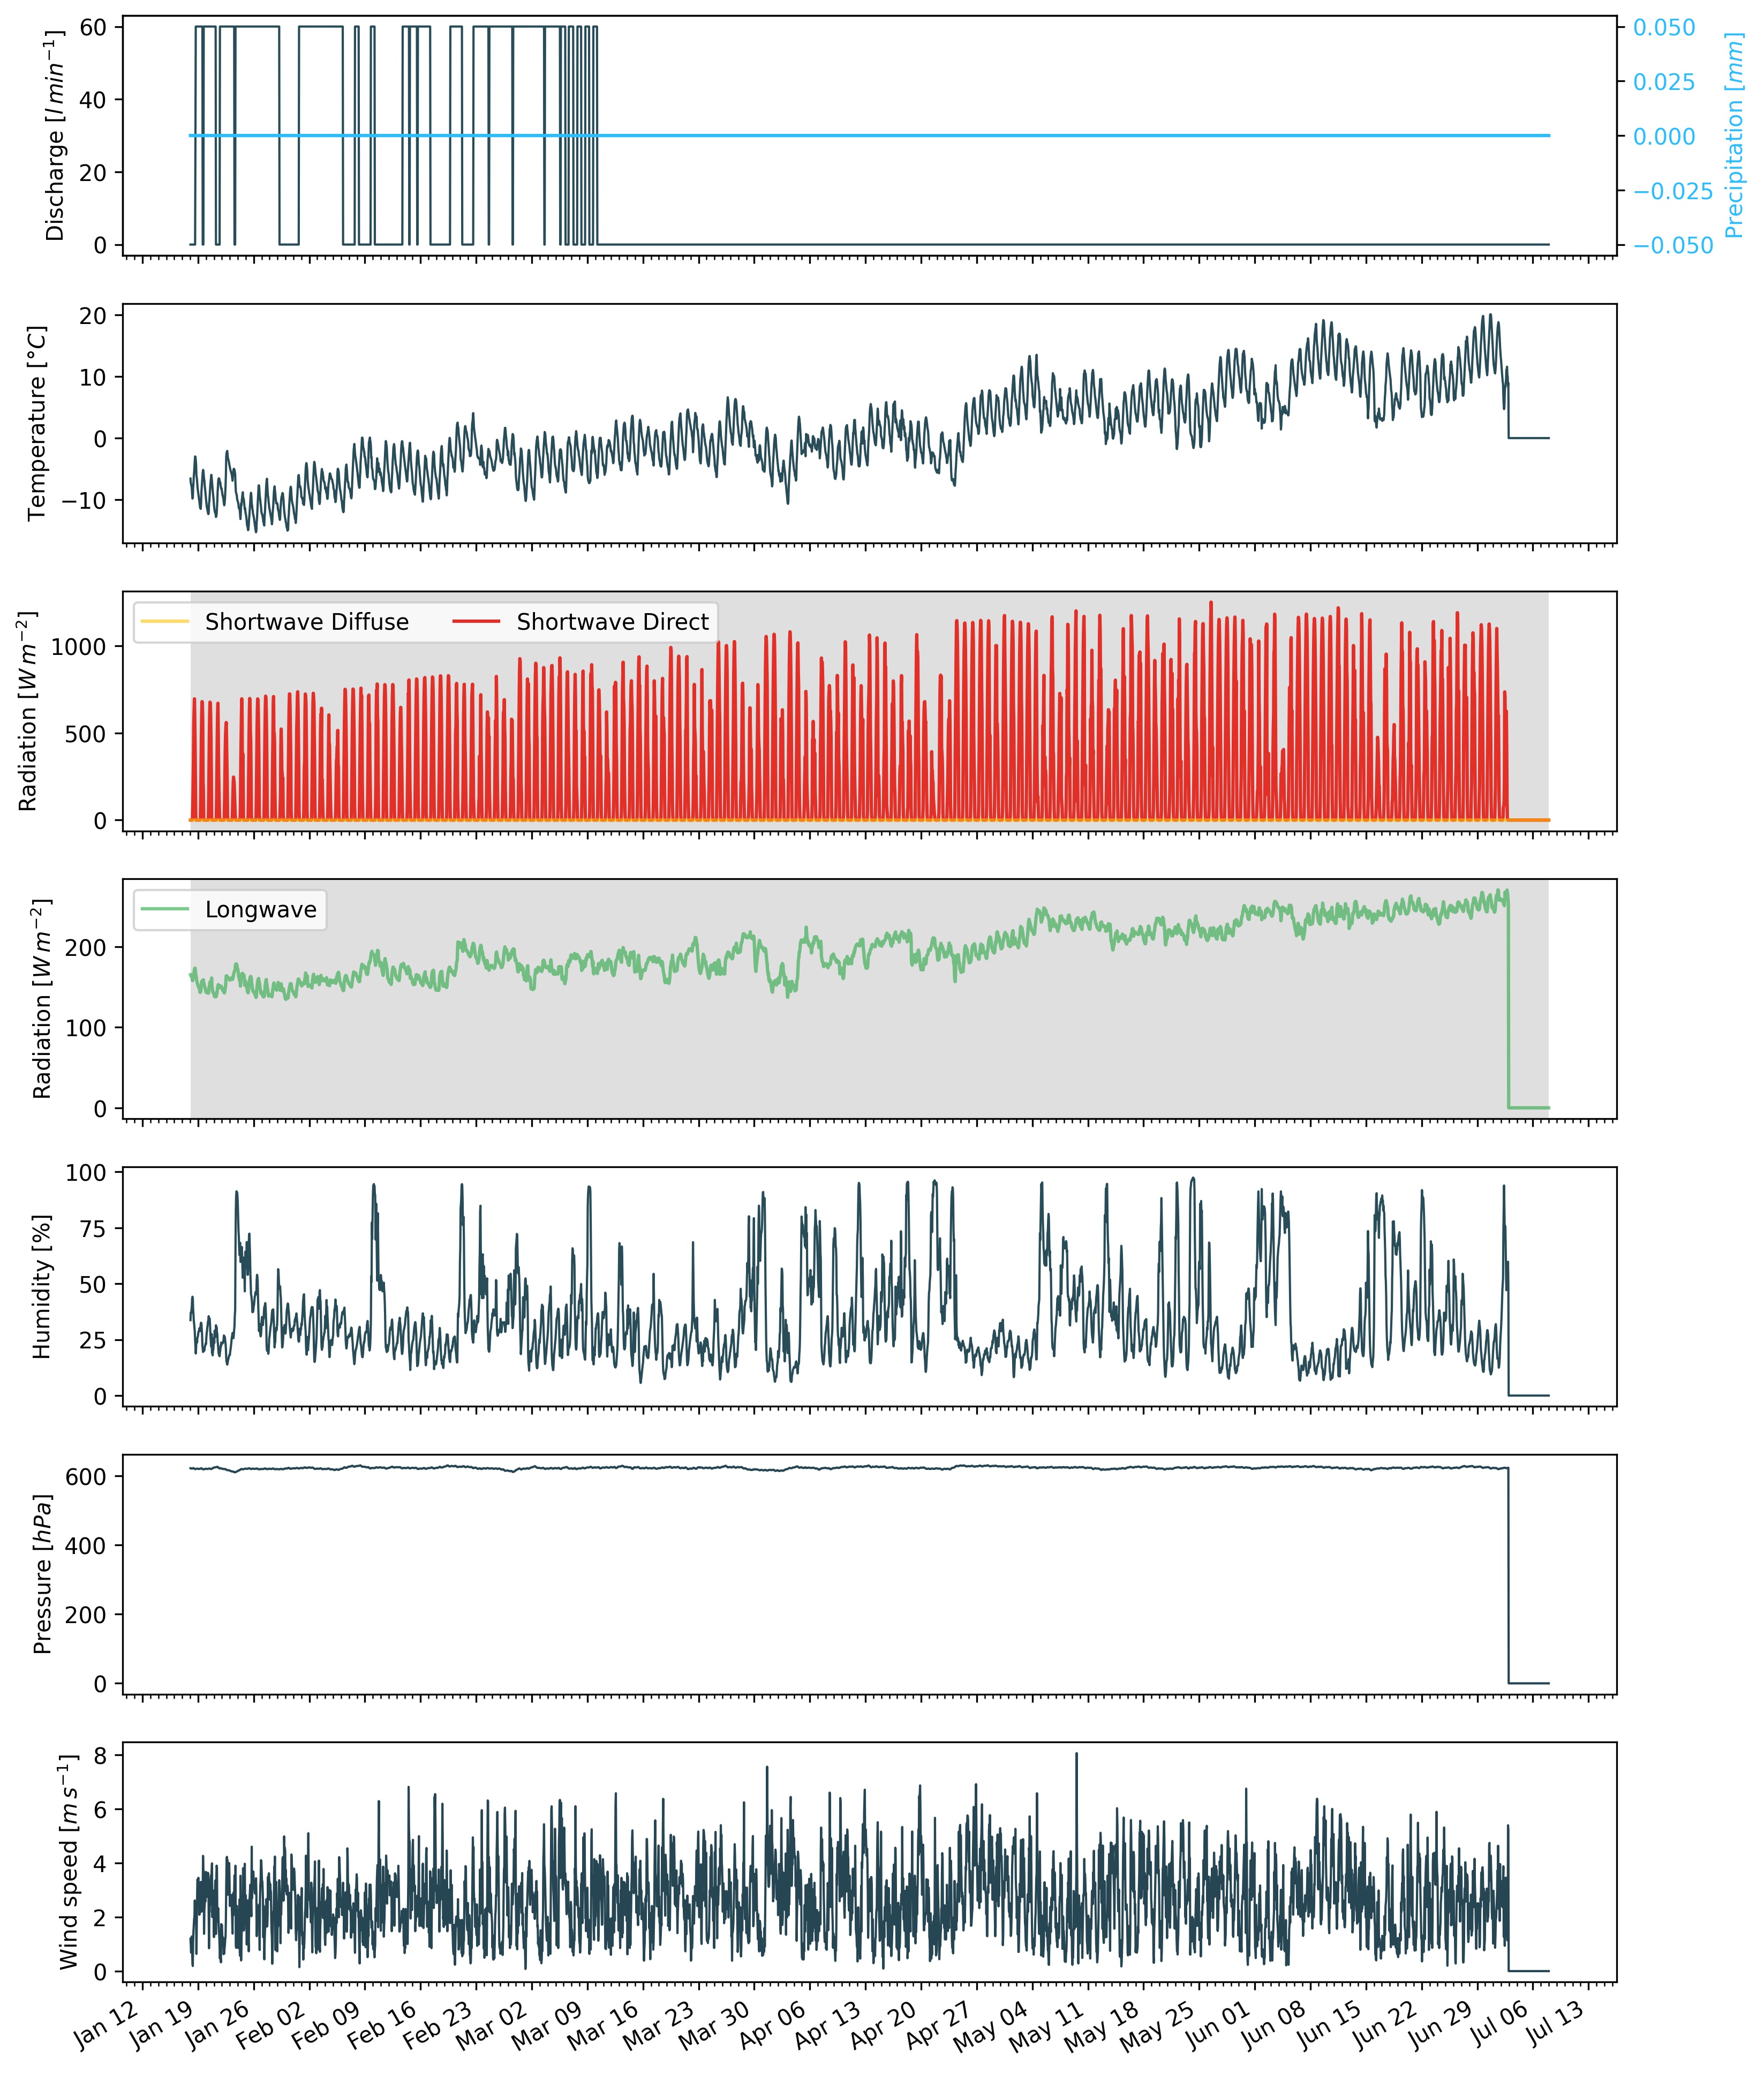 60
40
20
0
Discharge [l min⁻¹]
0.050
0.025
0.000
−0.025
−0.050
Precipitation [mm]
20
10
0
−10
Temperature [°C]
Shortwave Diffuse
Shortwave Direct
1000
500
0
Radiation [W m⁻²]
Longwave
200
100
0
Radiation [W m⁻²]
100
75
50
25
0
Humidity [%]
600
400
200
0
Pressure [hPa]
8
6
4
2
0
Wind speed [m s⁻¹]
Jan 12
Jan 19
Jan 26
Feb 02
Feb 09
Feb 16
Feb 23
Mar 02
Mar 09
Mar 16
Mar 23
Mar 30
Apr 06
Apr 13
Apr 20
Apr 27
May 04
May 11
May 18
May 25
Jun 01
Jun 08
Jun 15
Jun 22
Jun 29
Jul 06
Jul 13